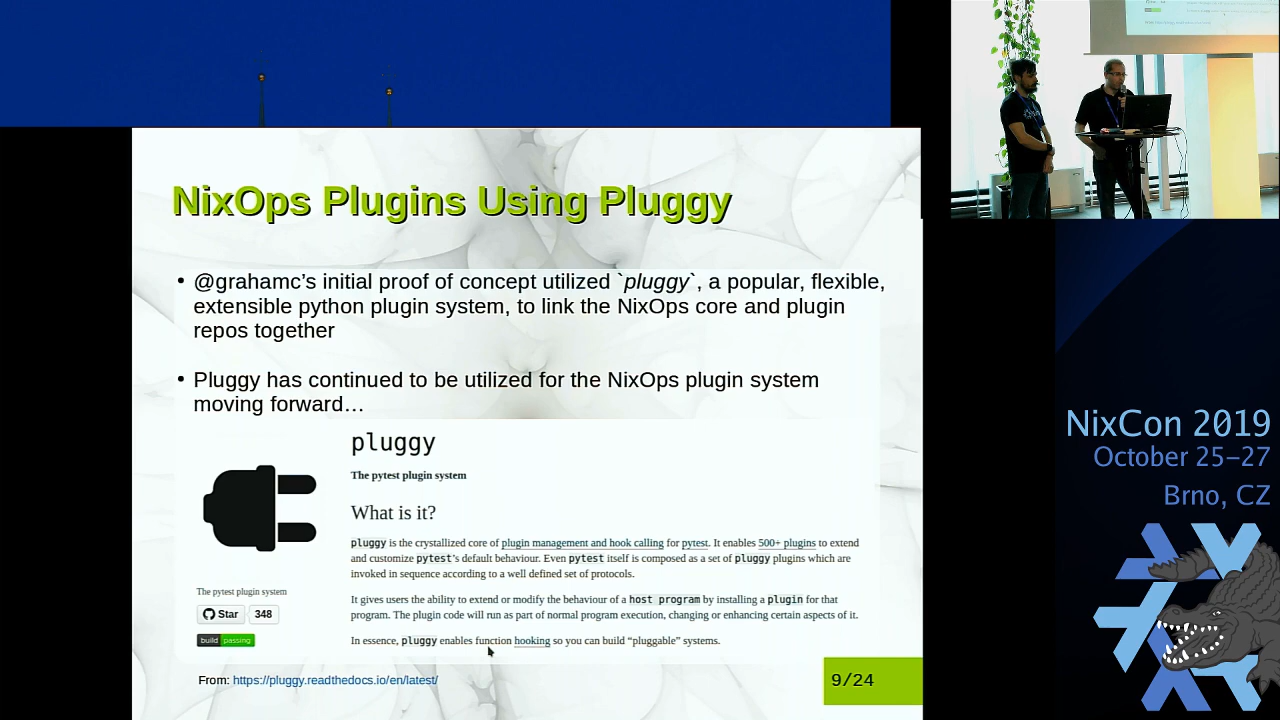 NixOps Plugins Using Pluggy
• @grahamc’s initial proof of concept utilized `pluggy`, a popular, flexible,
extensible python plugin system, to link the NixOps core and plugin
repos together
• Pluggy has continued to be utilized for the NixOps plugin system
moving forward…
pluggy
The pytest plugin system
What is it?
pluggy is the crystallized core of plugin management and hook calling for pytest. It enables 500+ plugins to extend
and customize pytest’s default behaviour. Even pytest itself is composed as a set of pluggy plugins which are
invoked in sequence according to a well defined set of protocols.
It gives users the ability to extend or modify the behaviour of a host program by installing a plugin for that
program. The plugin code will run as part of normal program execution, changing or enhancing certain aspects of it.
In essence, pluggy enables function hooking so you can build “pluggable” systems.
The pytest plugin system
Star 348
build passing
From: https://pluggy.readthedocs.io/en/latest/
9/24
NixCon 2019
October 25–27
Brno, CZ